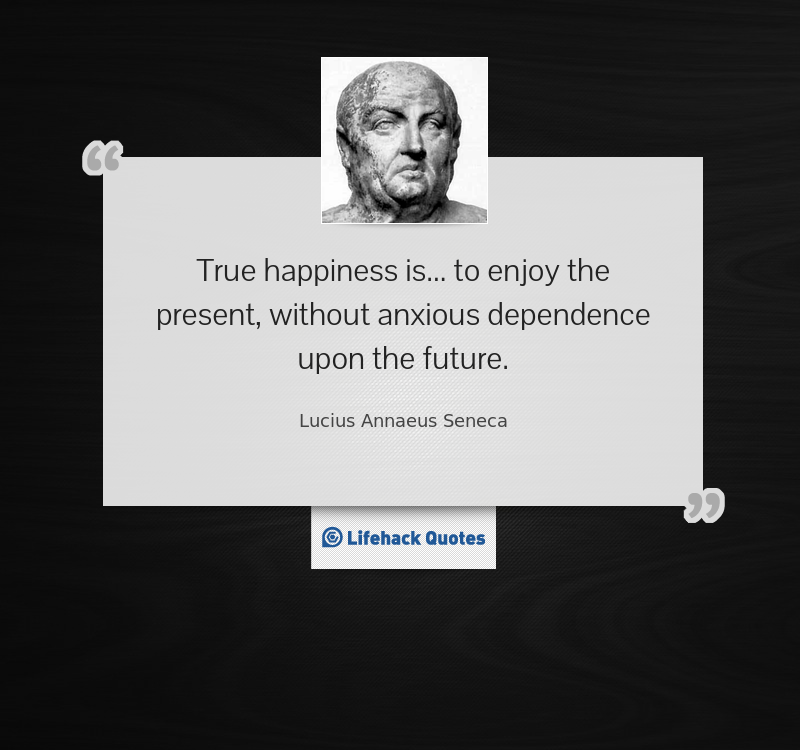 “
True happiness is... to enjoy the
present, without anxious dependence
upon the future.
Lucius Annaeus Seneca
”
Lifehack Quotes